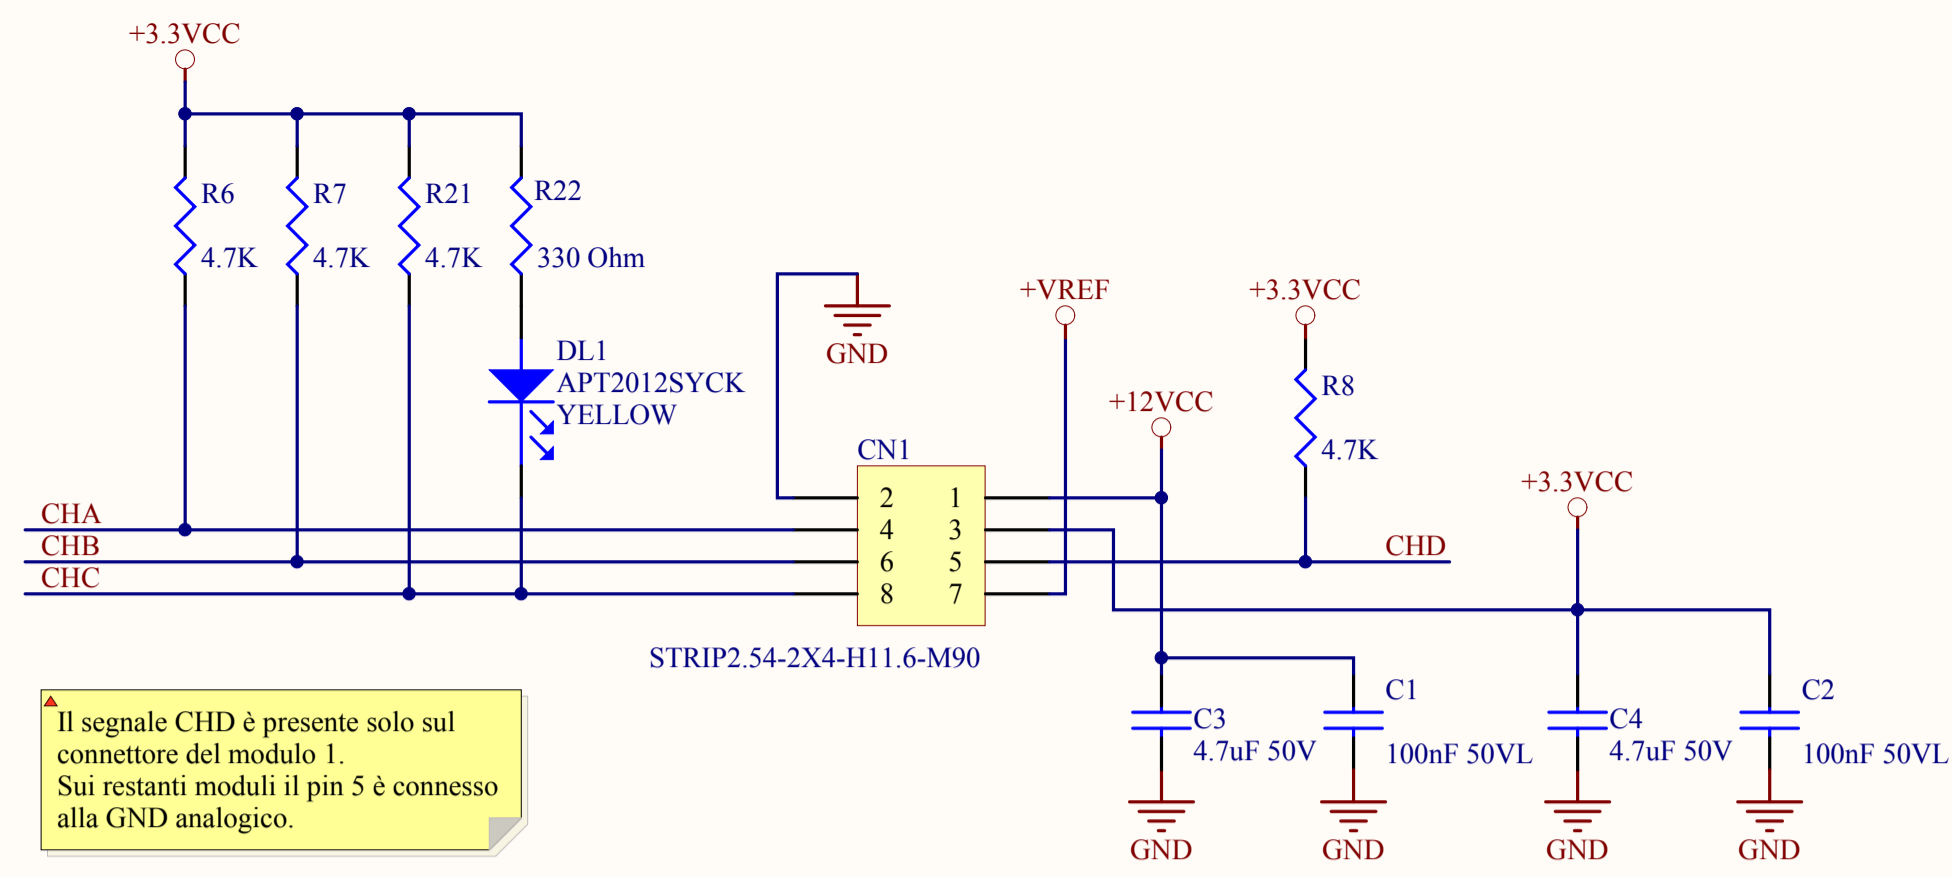 +3.3VCC
R6
4.7K
R7
4.7K
R21
4.7K
R22
330 Ohm
DL1
APT2012SYCK
YELLOW
GND
+VREF
+12VCC
+3.3VCC
R8
4.7K
+3.3VCC
CN1
2 1
4 3
6 5
8 7
CHA
CHB
CHC
CHD
STRIP2.54-2X4-H11.6-M90
C3
4.7uF 50V
C1
100nF 50VL
C4
4.7uF 50V
C2
100nF 50VL
GND
GND
GND
GND
Il segnale CHD è presente solo sul
connettore del modulo 1.
Sui restanti moduli il pin 5 è connesso
alla GND analogico.